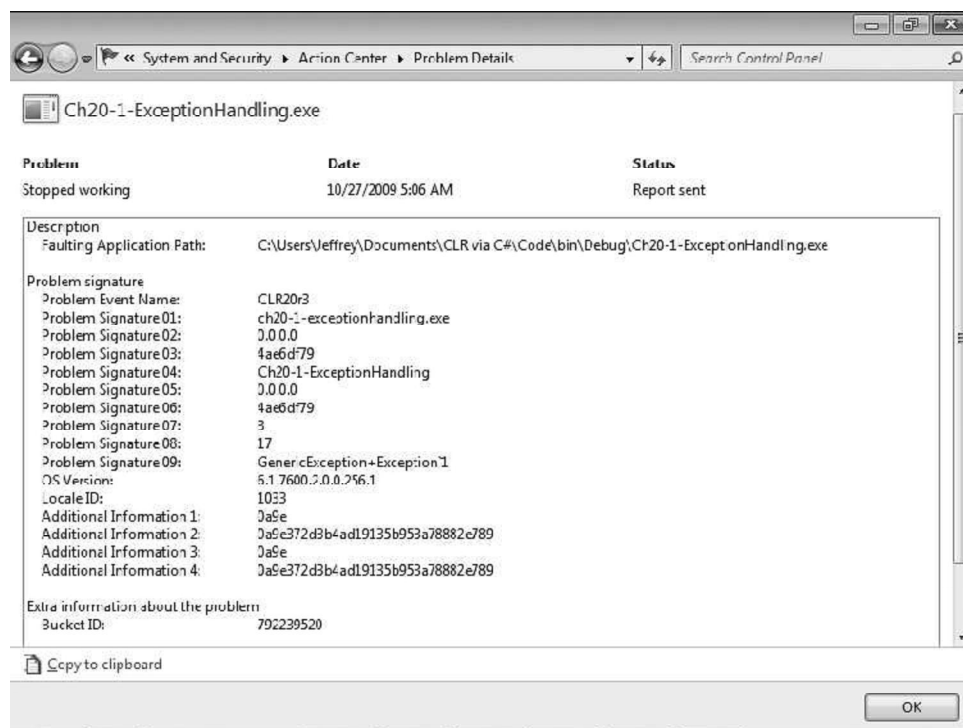 « System and Security ▸ Action Center ▸ Problem Details
Search Control Panel
Ch20-1-ExceptionHandling.exe
Problem Date Status
Stopped working 10/27/2009 5:06 AM Report sent
Description
Faulting Application Path: C:\Users\Jeffrey\Documents\CLR via C#\Code\bin\Debug\Ch20-1-ExceptionHandling.exe
Problem signature
Problem Event Name: CLR20r3
Problem Signature 01: ch20-1-exceptionhandling.exe
Problem Signature 02: 0.0.0.0
Problem Signature 03: 4ae6df79
Problem Signature 04: Ch20-1-ExceptionHandling
Problem Signature 05: 0.0.0.0
Problem Signature 06: 4ae6df79
Problem Signature 07: 3
Problem Signature 08: 17
Problem Signature 09: GenericException+Exception`1
OS Version: 6.1.7600.2.0.0.256.1
Locale ID: 1033
Additional Information 1: 0a9e
Additional Information 2: 0a9e372d3b4ad19135b953a78882e789
Additional Information 3: 0a9e
Additional Information 4: 0a9e372d3b4ad19135b953a78882e789
Extra information about the problem
Bucket ID: 792239520
Copy to clipboard
OK